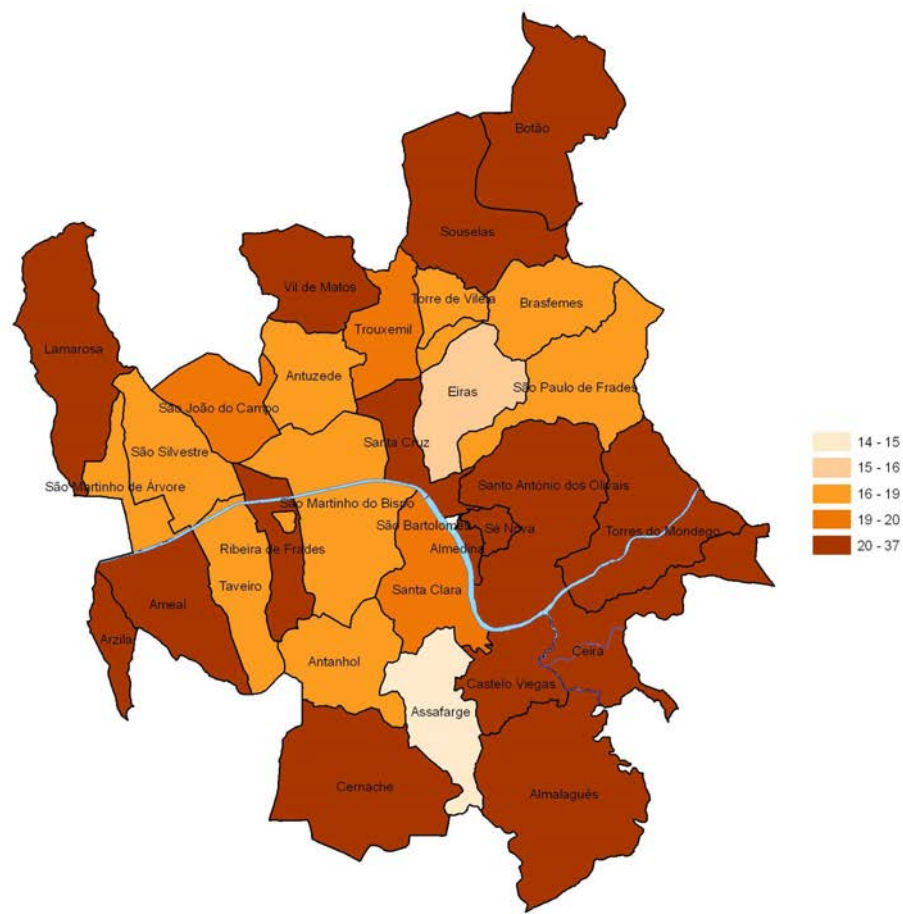 Botão
Souselas
Vil de Matos
Torre de Vilela
Brasfemes
Trouxemil
Lamarosa
Antuzede
São Paulo de Frades
Eiras
São João do Campo
Santa Cruz
São Silvestre
São Martinho de Árvore
Santo António dos Olivais
São Martinho do Bispo
São Bartolomeu
Sé Nova
Torres do Mondego
Ribeira de Frades
Almedina
Taveiro
Santa Clara
Ameal
Arzila
Ceira
Antanhol
Castelo Viegas
Assafarge
Cernache
Almalaguês
14 - 15
15 - 16
16 - 19
19 - 20
20 - 37